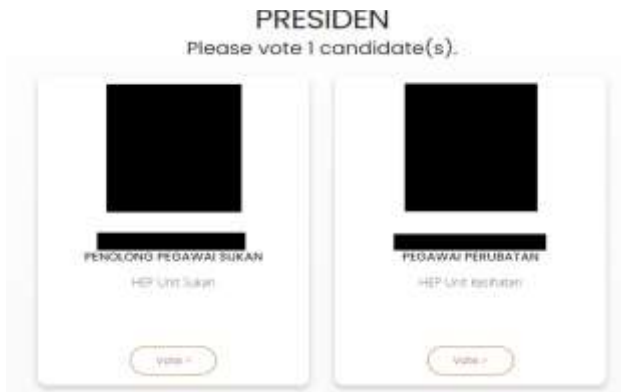 PRESIDEN
Please vote 1 candidate(s).
PENOLONG PEGAWAI SUKAN
HEP Unit Sukan
Vote
PEGAWAI PERUBATAN
HEP Unit Kesihatan
Vote